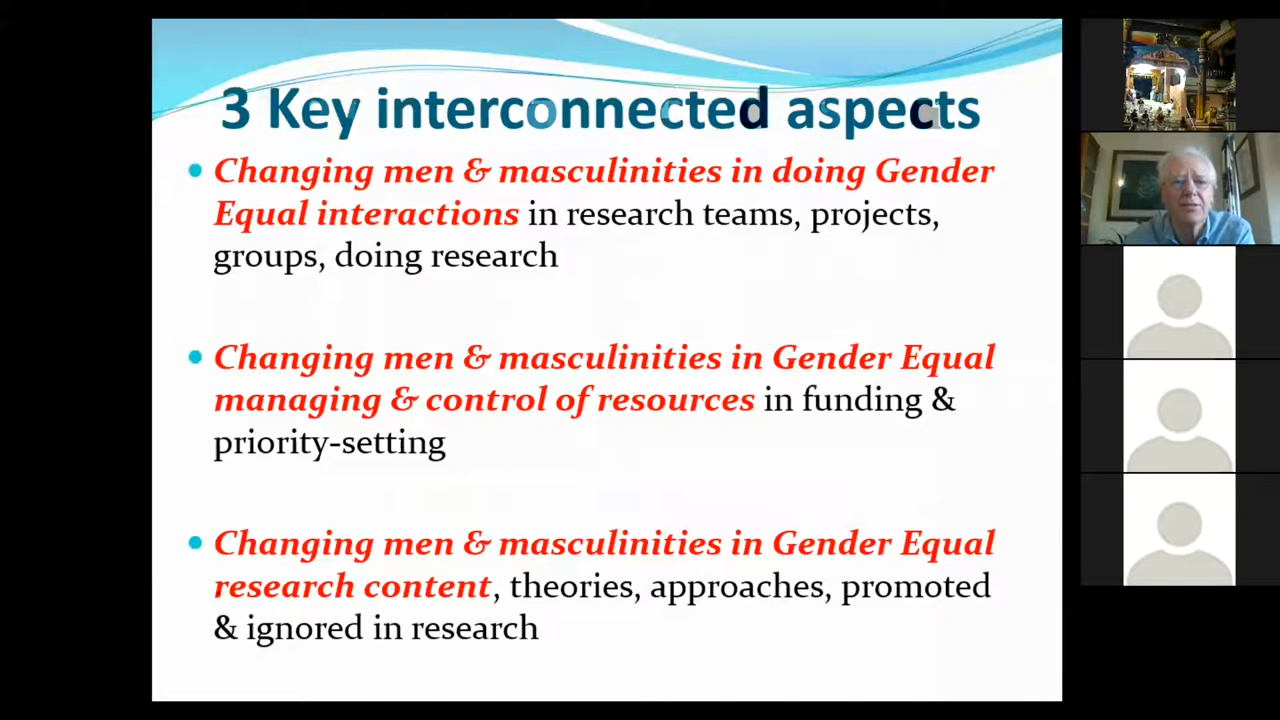 3 Key interconnected aspects
• Changing men & masculinities in doing Gender
Equal interactions in research teams, projects,
groups, doing research
• Changing men & masculinities in Gender Equal
managing & control of resources in funding &
priority-setting
• Changing men & masculinities in Gender Equal
research content, theories, approaches, promoted
& ignored in research